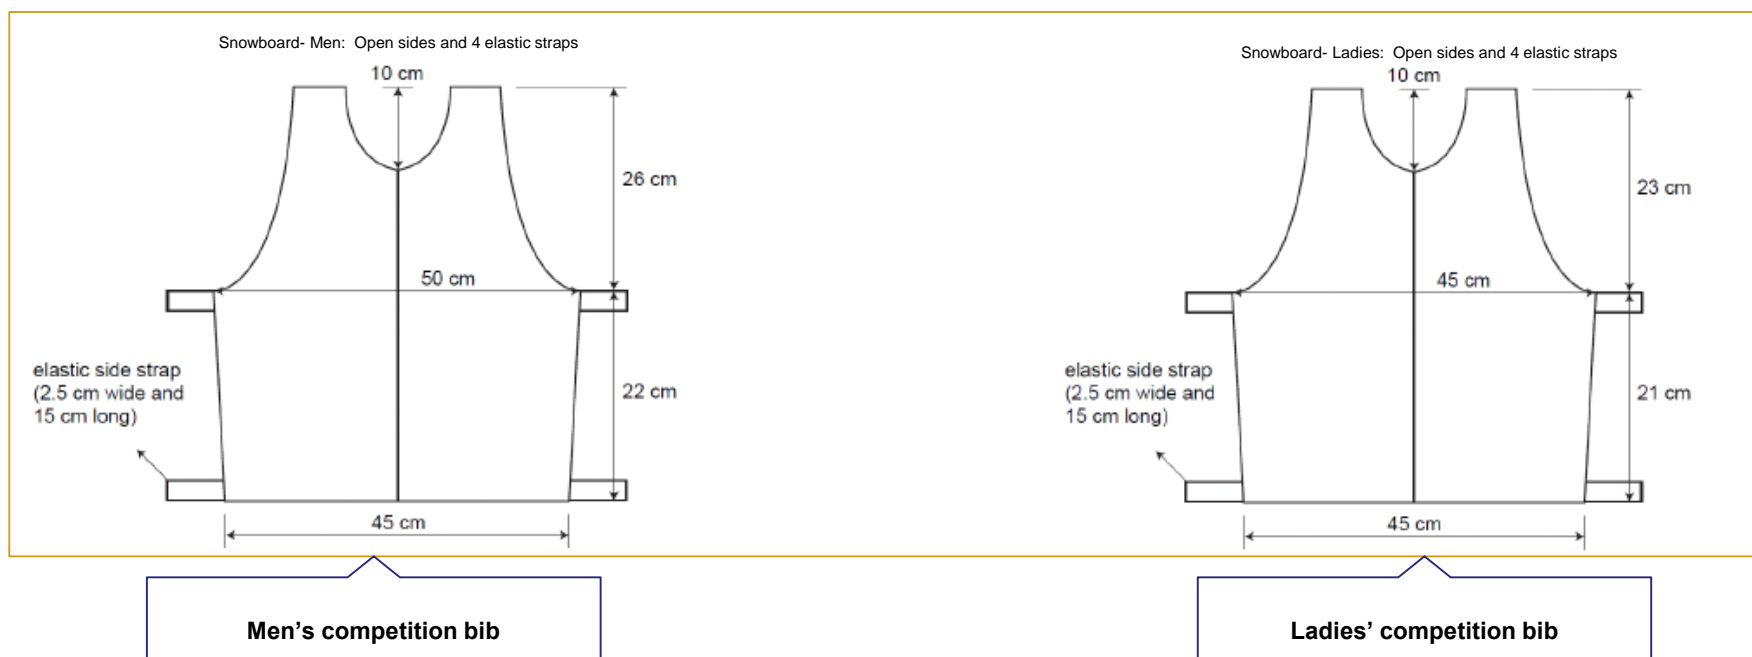 Snowboard- Men:  Open sides and 4 elastic straps
10 cm
26 cm
50 cm
elastic side strap
(2.5 cm wide and
15 cm long)
22 cm
45 cm
Men's competition bib
Snowboard- Ladies:  Open sides and 4 elastic straps
10 cm
23 cm
45 cm
elastic side strap
(2.5 cm wide and
15 cm long)
21 cm
45 cm
Ladies' competition bib